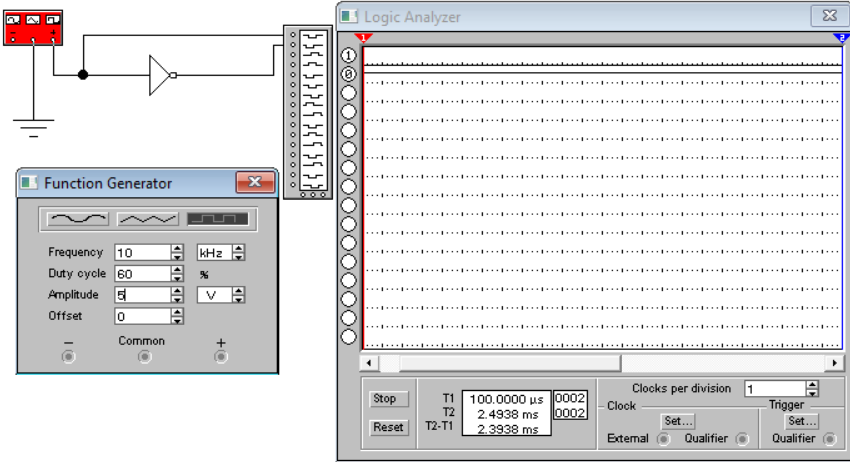 Logic Analyzer
1
2
1
0
Function Generator
Frequency 10 kHz
Duty cycle 60 %
Amplitude 5 V
Offset 0
− Common +
Clocks per division 1
Stop
Reset
T1 100.0000 µs 0002
T2 2.4938 ms 0002
T2-T1 2.3938 ms
Clock
Set...
External Qualifier
Trigger
Set...
Qualifier